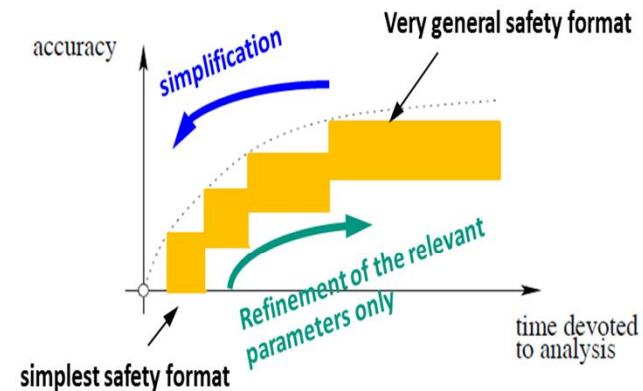 Very general safety format
accuracy
simplification
Refinement of the relevant
parameters only
time devoted
to analysis
simplest safety format